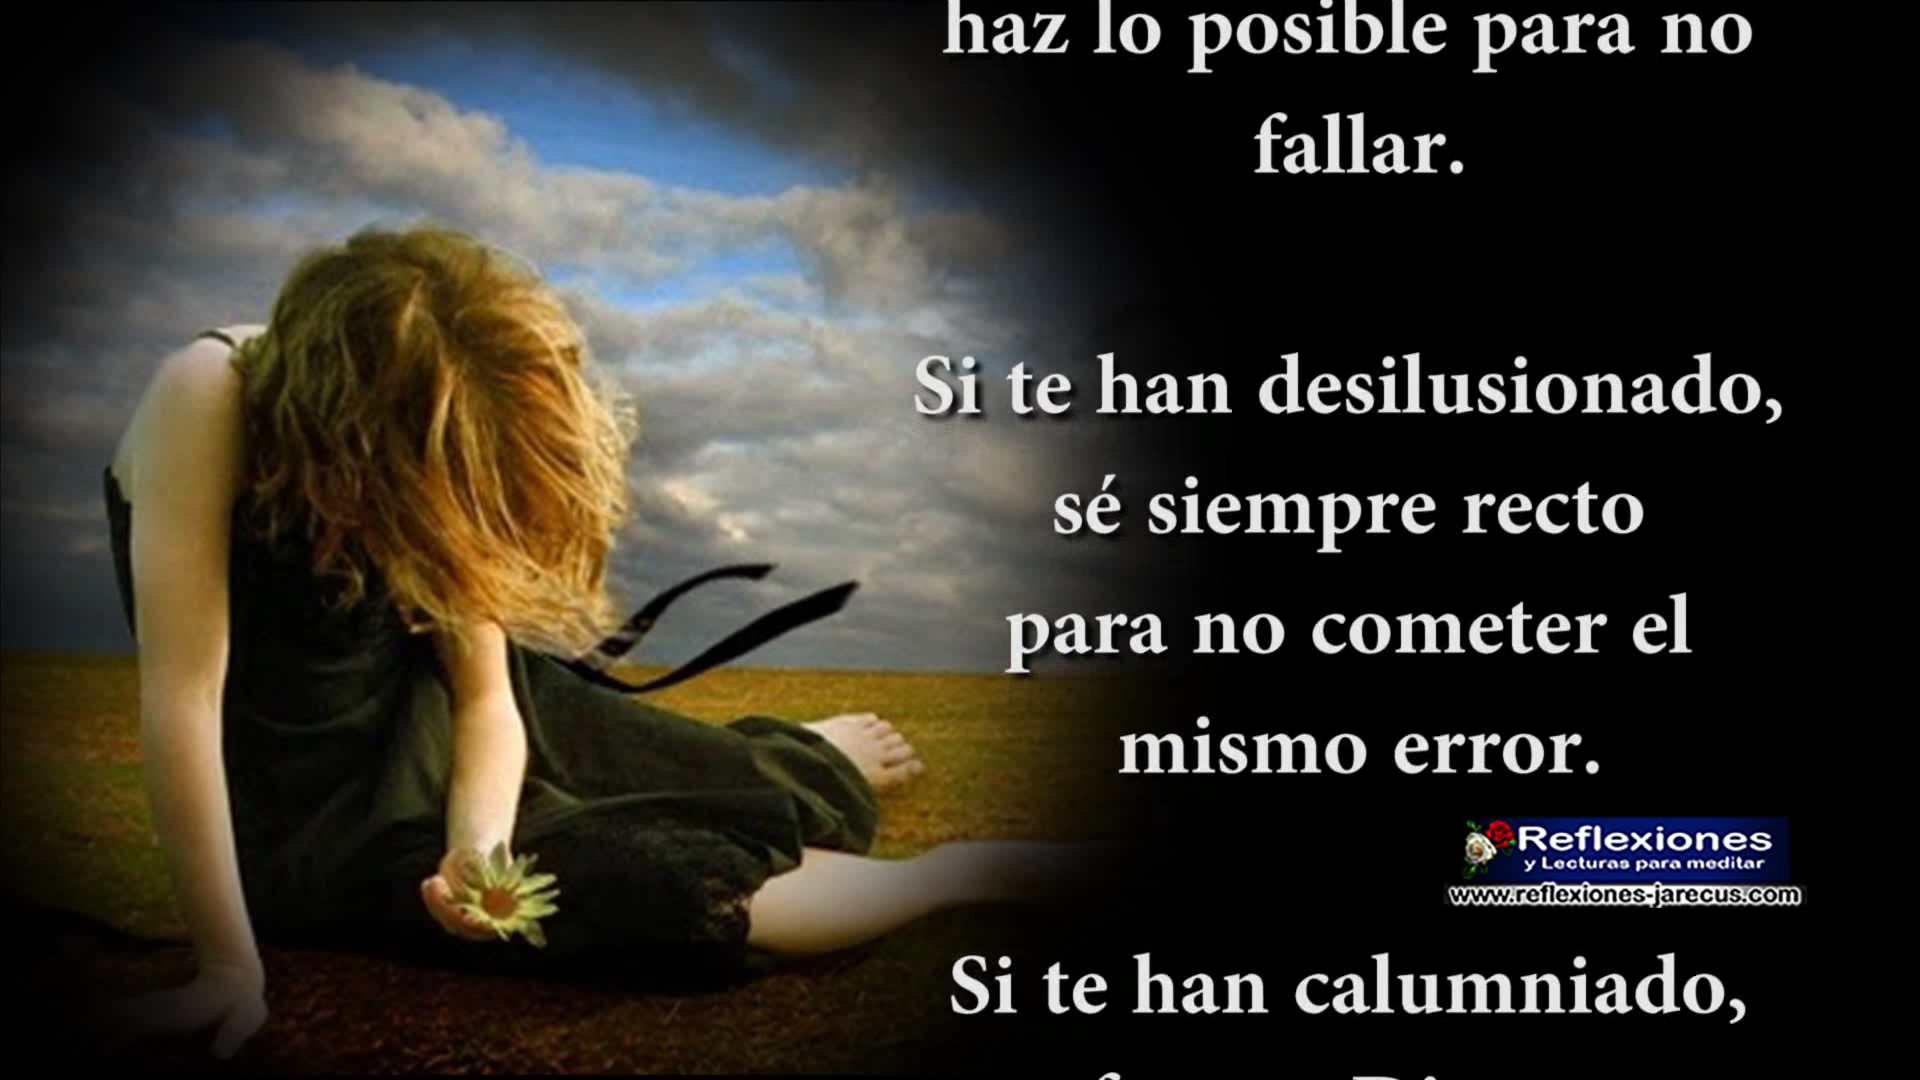 haz lo posible para no
fallar.
Si te han desilusionado,
sé siempre recto
para no cometer el
mismo error.
Reflexiones
y Lecturas para meditar
www.reflexiones-jarecus.com
Si te han calumniado,